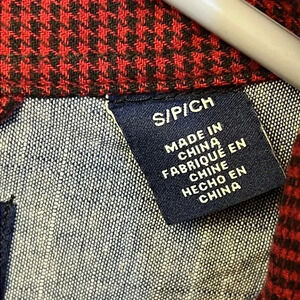 S/P/CH
MADE IN
CHINA
FABRIQUÉ EN
CHINE
HECHO EN
CHINA